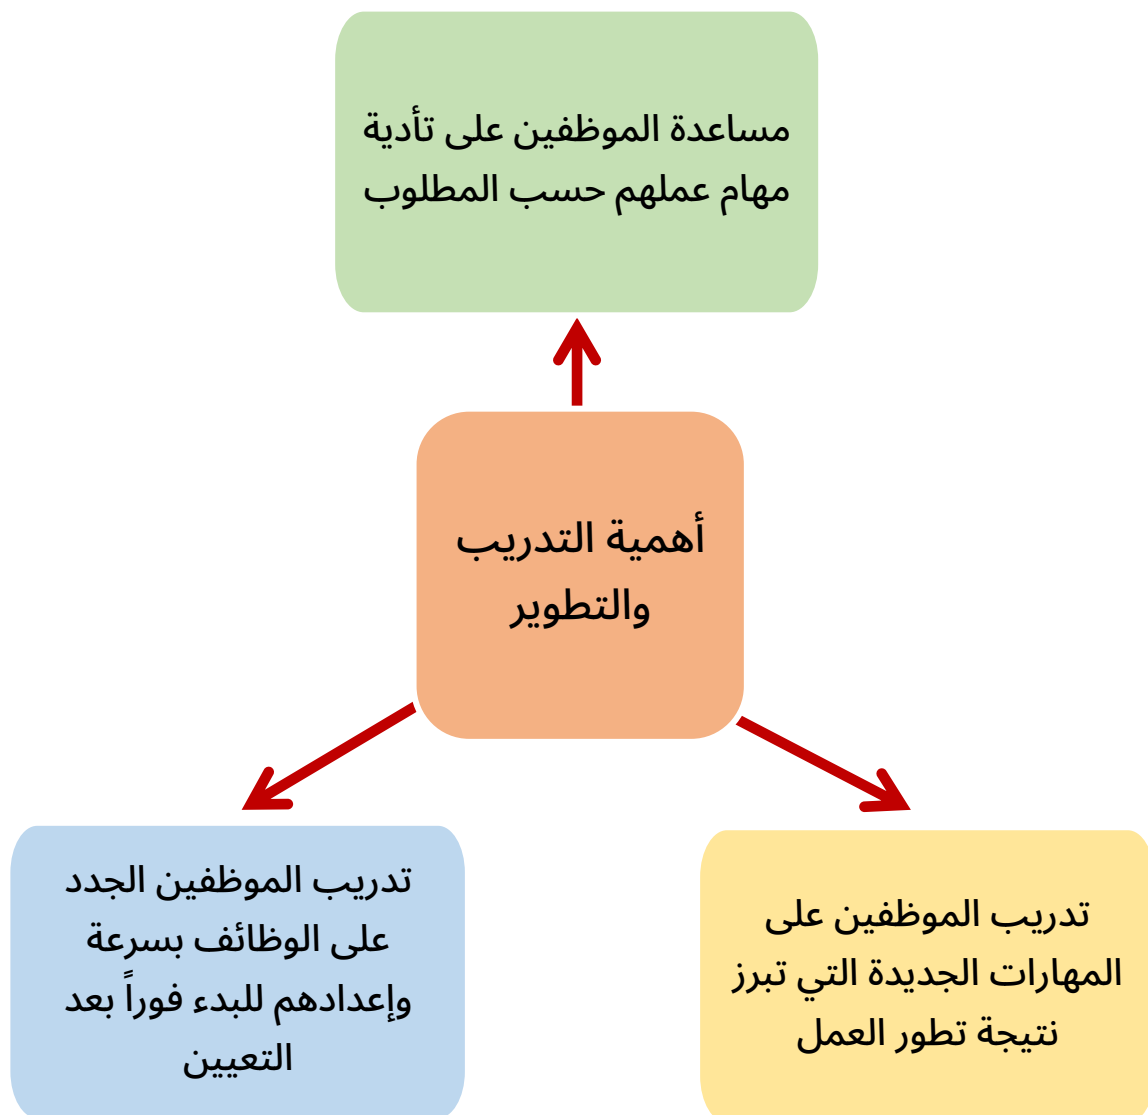 مساعدة الموظفين على تأدية
مهام عملهم حسب المطلوب
أهمية التدريب
والتطوير
تدريب الموظفين على
المهارات الجديدة التي تبرز
نتيجة تطور العمل
تدريب الموظفين الجدد
على الوظائف بسرعة
وإعدادهم للبدء فوراً بعد
التعيين